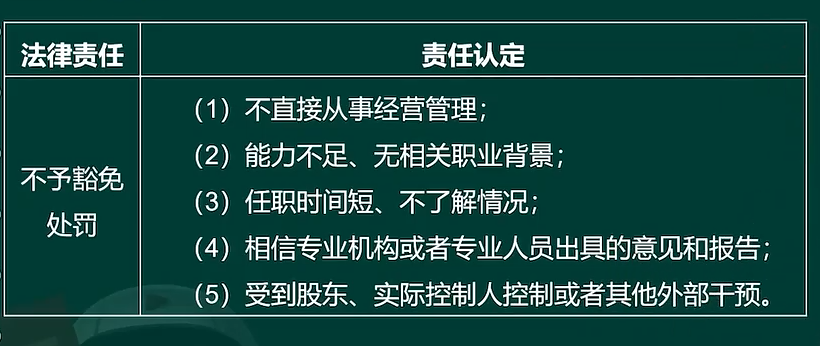 法律责任
责任认定
不予豁免
处罚
（1）不直接从事经营管理；
（2）能力不足、无相关职业背景；
（3）任职时间短、不了解情况；
（4）相信专业机构或者专业人员出具的意见和报告；
（5）受到股东、实际控制人控制或者其他外部干预。